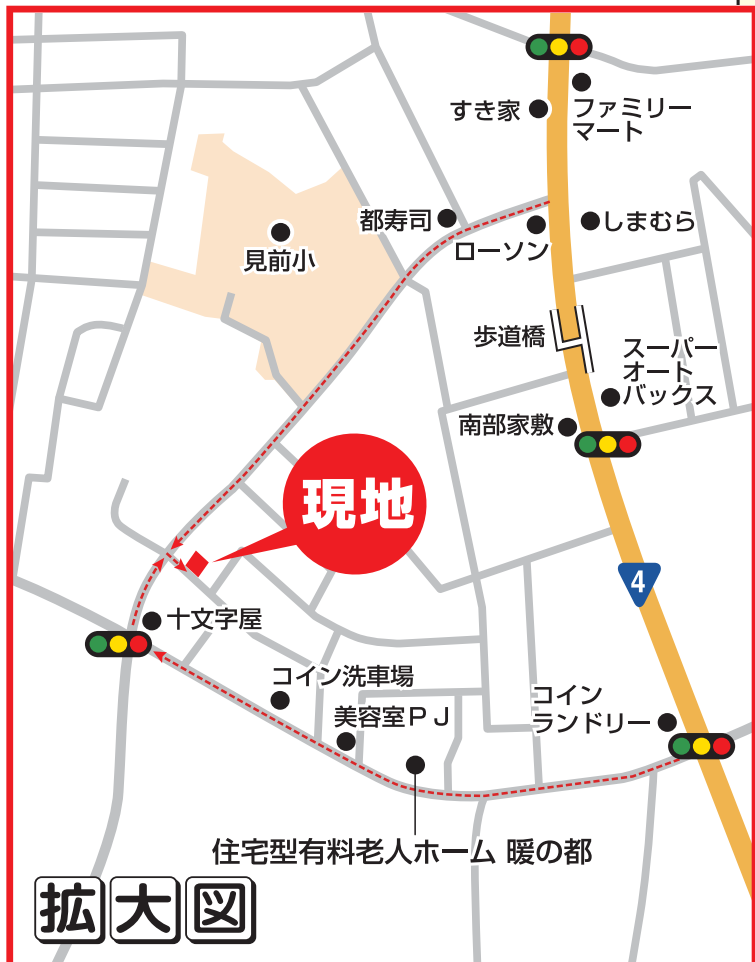 すき家
ファミリー
マート
都寿司
ローソン
しまむら
見前小
歩道橋
スーパー
オート
バックス
南部家敷
現地
4
十文字屋
コイン洗車場
美容室PJ
コイン
ランドリー
住宅型有料老人ホーム 暖の都
拡大図